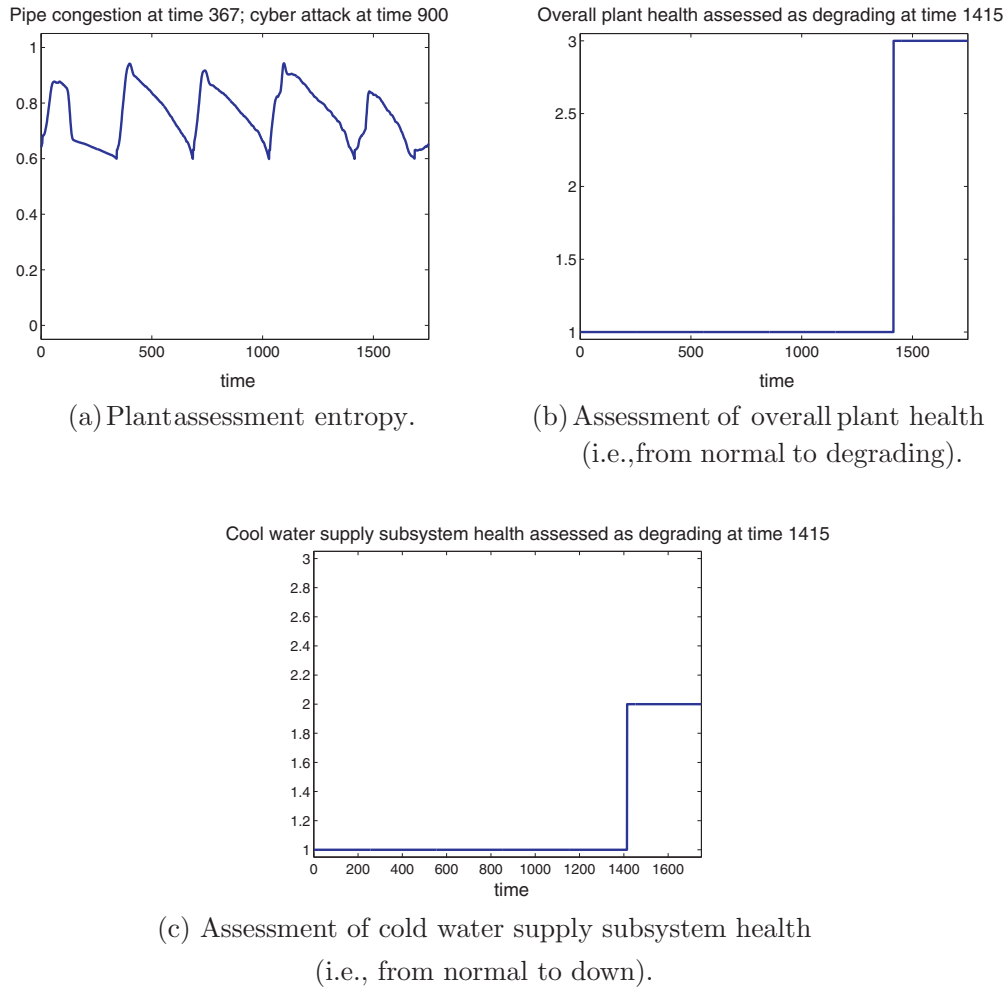 Pipe congestion at time 367; cyber attack at time 900
1
0.8
0.6
0.4
0.2
0
0 500 1000 1500
time
(a) Plantassessment entropy.
Overall plant health assessed as degrading at time 1415
3
2.5
2
1.5
1
0 500 1000 1500
time
(b) Assessment of overall plant health
(i.e.,from normal to degrading).
Cool water supply subsystem health assessed as degrading at time 1415
3
2.8
2.6
2.4
2.2
2
1.8
1.6
1.4
1.2
1
0 200 400 600 800 1000 1200 1400 1600
time
(c) Assessment of cold water supply subsystem health
(i.e., from normal to down).